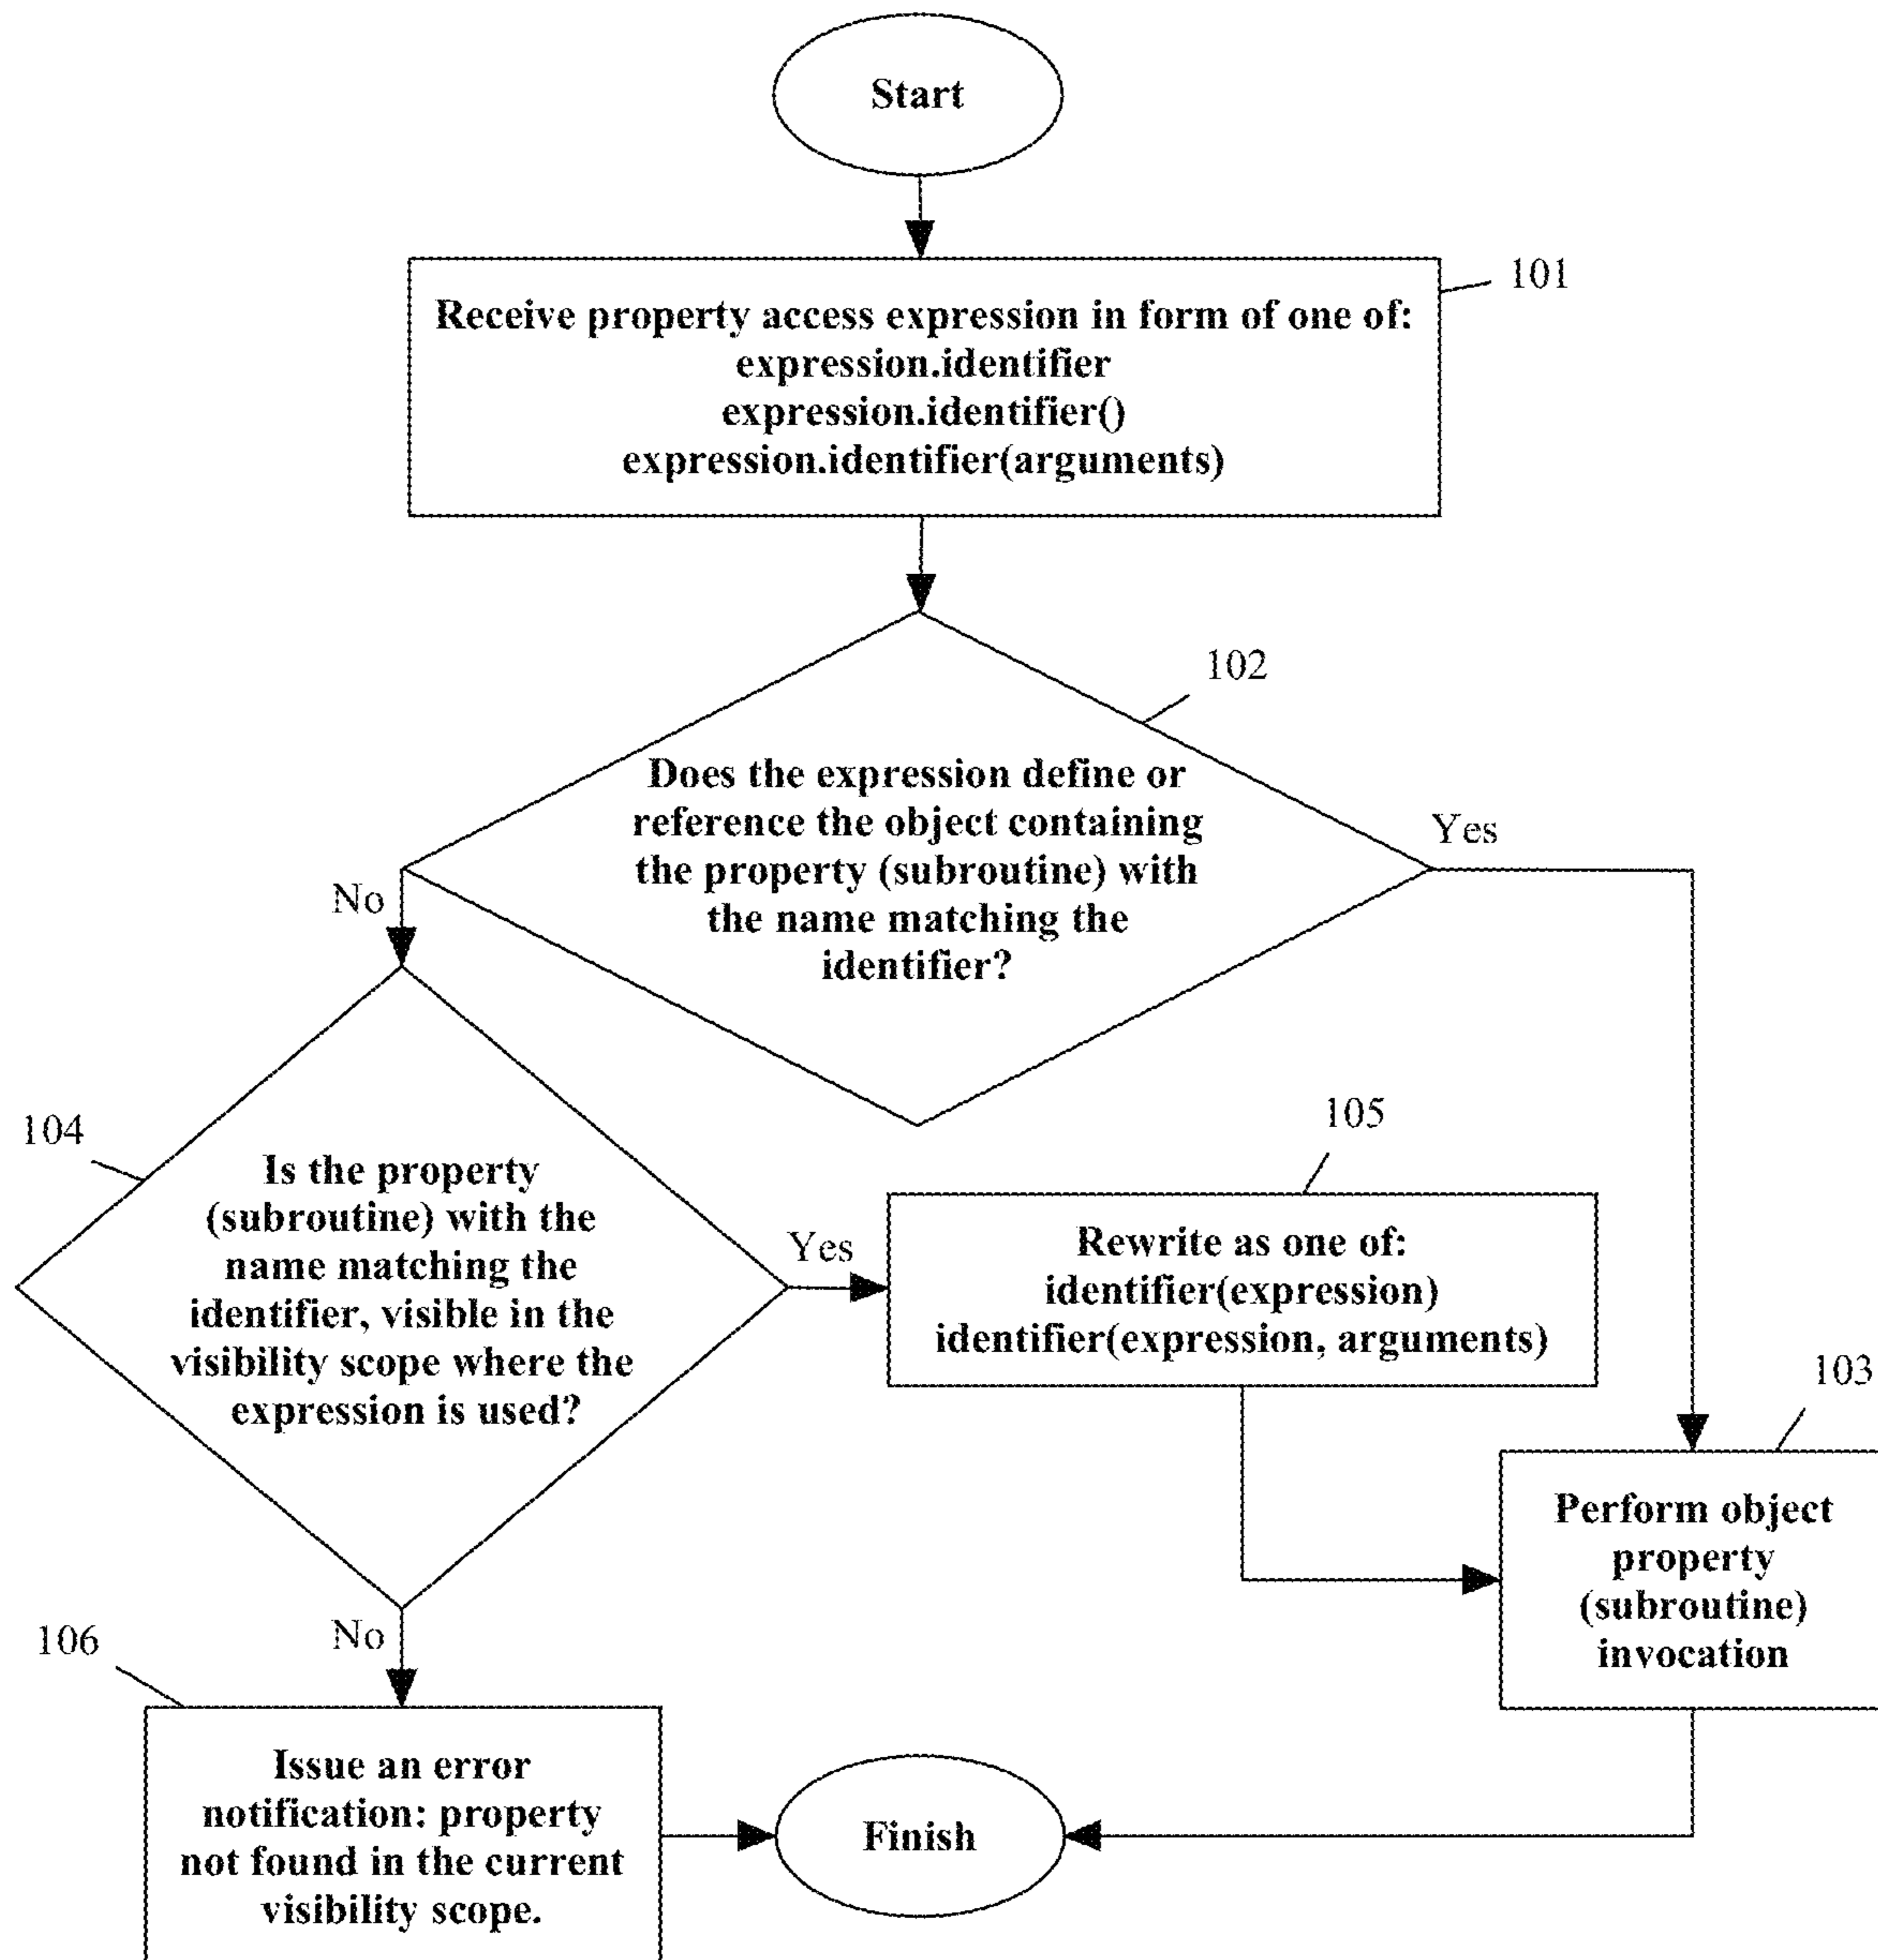 Start
101
Receive property access expression in form of one of:
expression.identifier
expression.identifier()
expression.identifier(arguments)
102
Does the expression define or
reference the object containing
the property (subroutine) with
the name matching the
identifier?
Yes
No
104
Is the property
(subroutine) with the
name matching the
identifier, visible in the
visibility scope where the
expression is used?
Yes
105
Rewrite as one of:
identifier(expression)
identifier(expression, arguments)
103
Perform object
property
(subroutine)
invocation
No
106
Issue an error
notification: property
not found in the current
visibility scope.
Finish